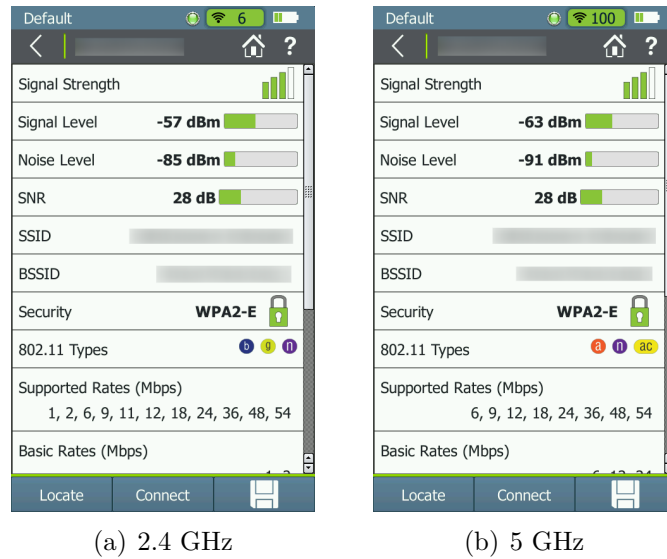 Default 6
?
Signal Strength
Signal Level -57 dBm
Noise Level -85 dBm
SNR 28 dB
SSID
BSSID
Security WPA2-E
802.11 Types b g n
Supported Rates (Mbps)
1, 2, 6, 9, 11, 12, 18, 24, 36, 48, 54
Basic Rates (Mbps)
Locate Connect
(a) 2.4 GHz
Default 100
?
Signal Strength
Signal Level -63 dBm
Noise Level -91 dBm
SNR 28 dB
SSID
BSSID
Security WPA2-E
802.11 Types a n ac
Supported Rates (Mbps)
6, 9, 12, 18, 24, 36, 48, 54
Basic Rates (Mbps)
Locate Connect
(b) 5 GHz